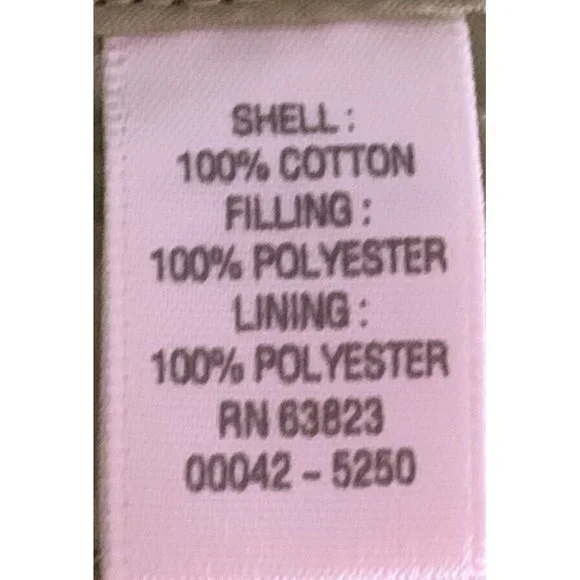 SHELL :
100% COTTON
FILLING :
100% POLYESTER
LINING :
100% POLYESTER
RN 63823
00042 - 5250